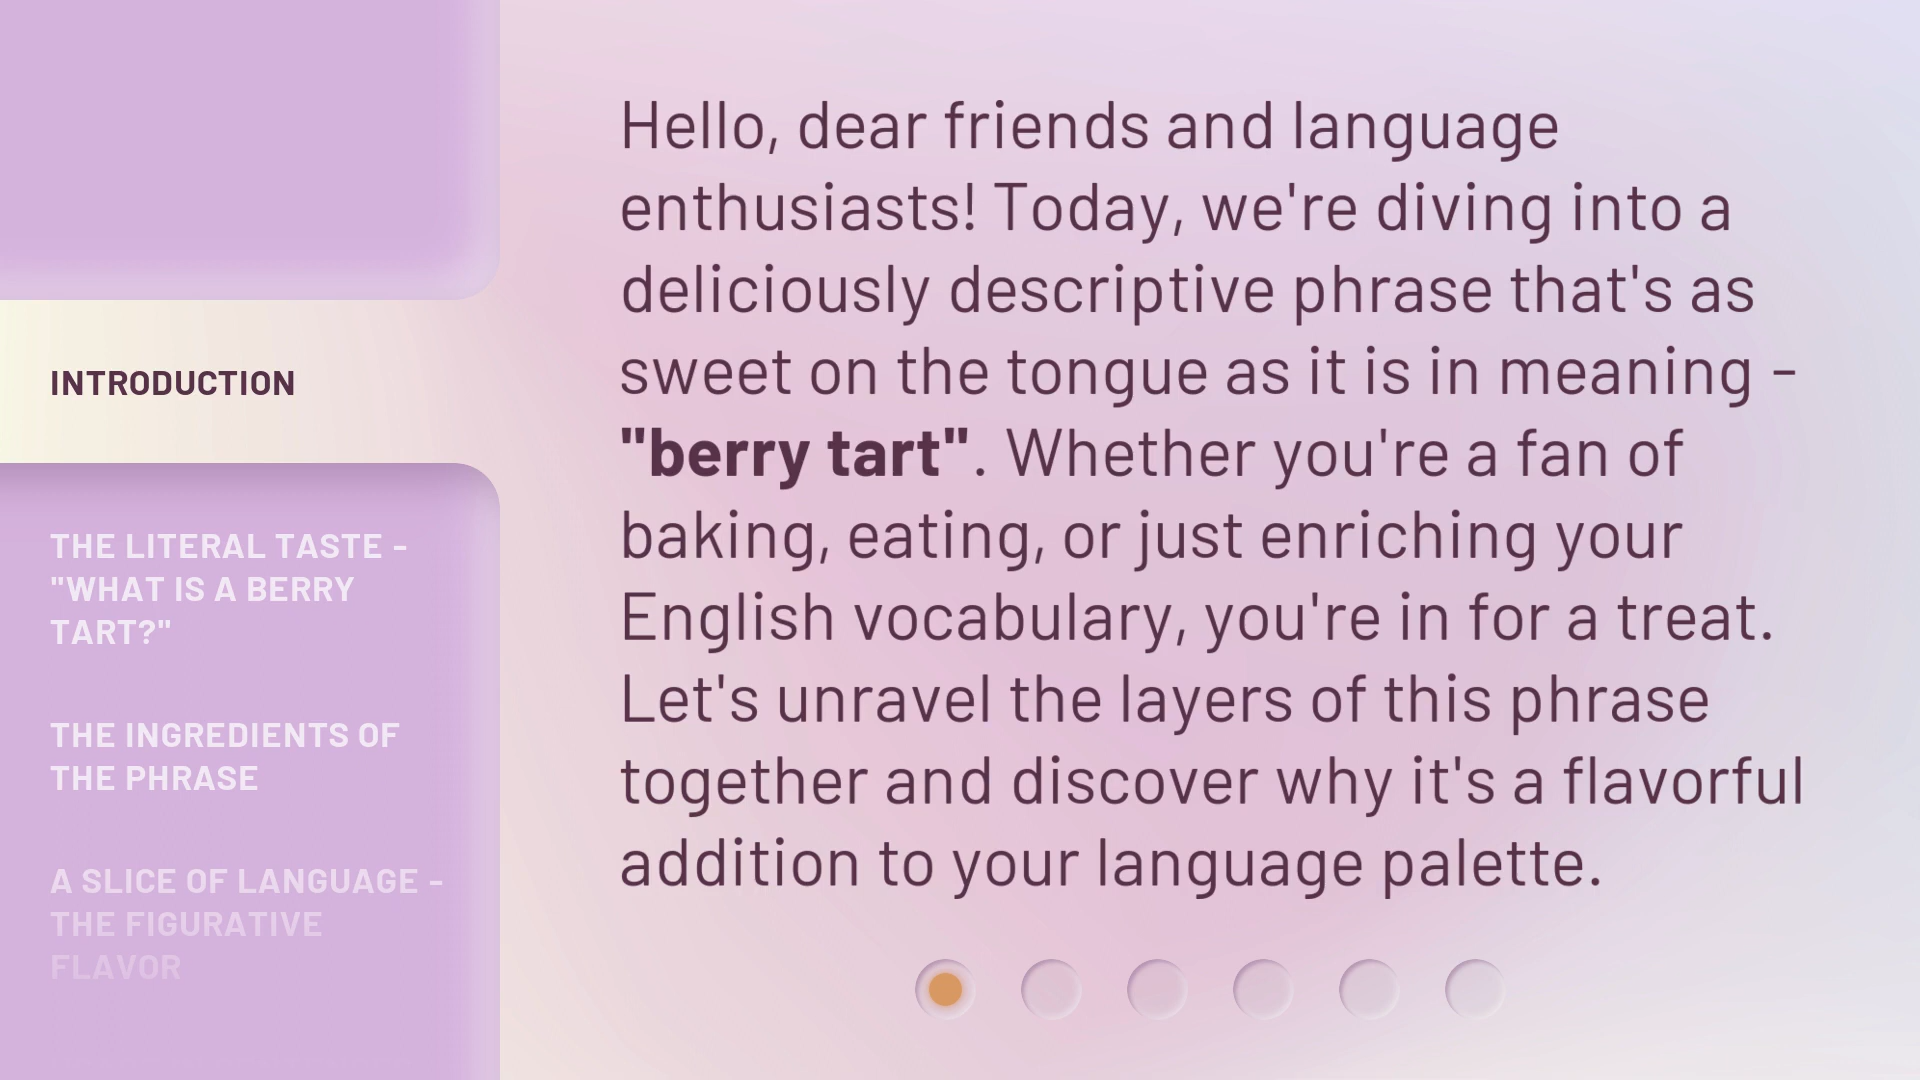 INTRODUCTION
THE LITERAL TASTE -
"WHAT IS A BERRY
TART?"
THE INGREDIENTS OF
THE PHRASE
A SLICE OF LANGUAGE -
THE FIGURATIVE
FLAVOR
Hello, dear friends and language
enthusiasts! Today, we're diving into a
deliciously descriptive phrase that's as
sweet on the tongue as it is in meaning -
"berry tart". Whether you're a fan of
baking, eating, or just enriching your
English vocabulary, you're in for a treat.
Let's unravel the layers of this phrase
together and discover why it's a flavorful
addition to your language palette.